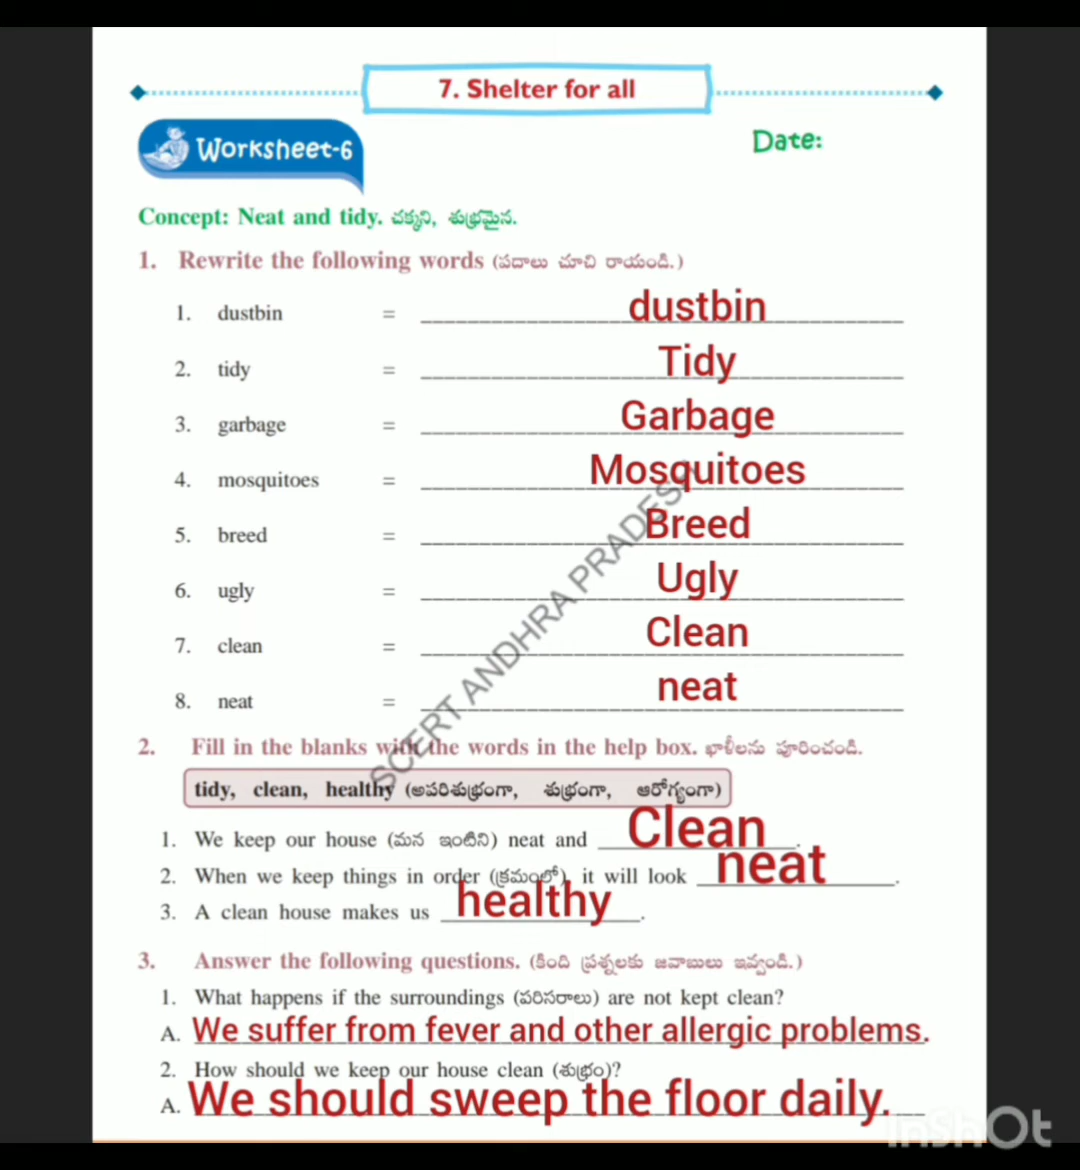 7. Shelter for all
Worksheet-6
Date:
Concept: Neat and tidy. చక్కని, శుభ్రమైన.
1. Rewrite the following words (పదాలు చూచి రాయండి.)
1. dustbin = dustbin
2. tidy = Tidy
3. garbage = Garbage
4. mosquitoes = Mosquitoes
5. breed = Breed
6. ugly = Ugly
7. clean = Clean
8. neat = neat
SCERT ANDHRA PRADESH
2. Fill in the blanks with the words in the help box. ఖాళీలను పూరించండి.
tidy, clean, healthy (అపరిశుభ్రంగా, శుభ్రంగా, ఆరోగ్యంగా)
1. We keep our house (మన ఇంటిని) neat and Clean.
2. When we keep things in order (క్రమంలో), it will look neat.
3. A clean house makes us healthy.
3. Answer the following questions. (కింది ప్రశ్నలకు జవాబులు ఇవ్వండి.)
1. What happens if the surroundings (పరిసరాలు) are not kept clean?
A. We suffer from fever and other allergic problems.
2. How should we keep our house clean (శుభ్రం)?
A. We should sweep the floor daily.
InShOt